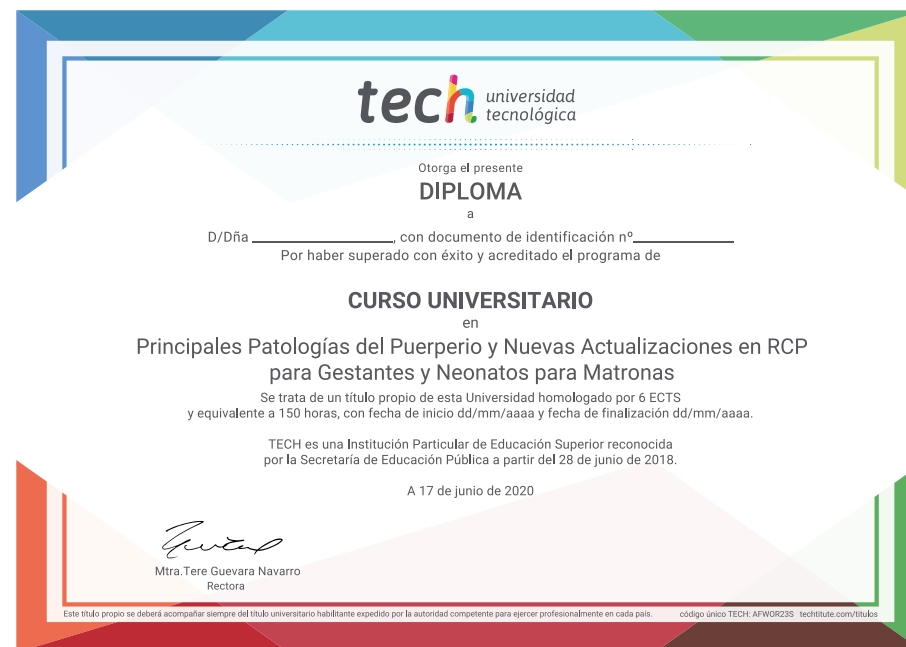 tech universidad
tecnológica
Otorga el presente
DIPLOMA
a
D/Dña ____________________, con documento de identificación nº______________
Por haber superado con éxito y acreditado el programa de
CURSO UNIVERSITARIO
en
Principales Patologías del Puerperio y Nuevas Actualizaciones en RCP
para Gestantes y Neonatos para Matronas
Se trata de un título propio de esta Universidad homologado por 6 ECTS
y equivalente a 150 horas, con fecha de inicio dd/mm/aaaa y fecha de finalización dd/mm/aaaa.
TECH es una Institución Particular de Educación Superior reconocida
por la Secretaría de Educación Pública a partir del 28 de junio de 2018.
A 17 de junio de 2020
Mtra.Tere Guevara Navarro
Rectora
Este título propio se deberá acompañar siempre del título universitario habilitante expedido por la autoridad competente para ejercer profesionalmente en cada país. código único TECH: AFWOR23S techtitute.com/titulos